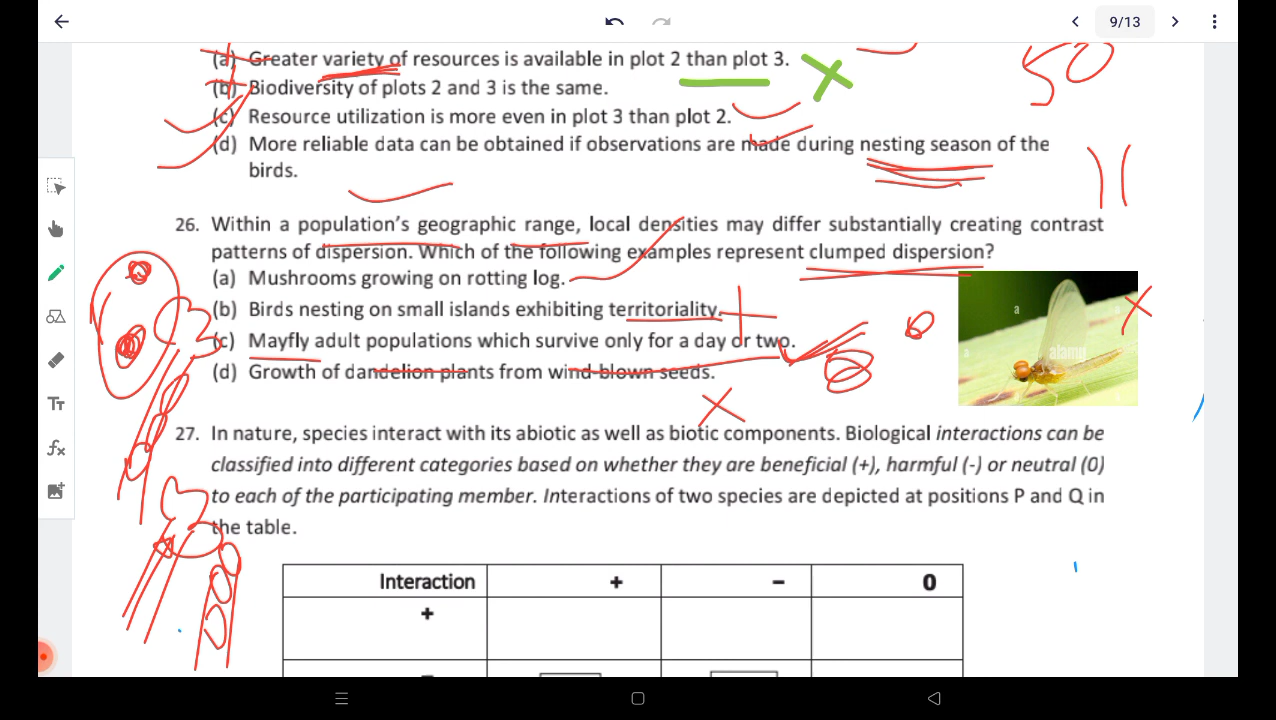 9/13
(a) Greater variety of resources is available in plot 2 than plot 3.
50
(b) Biodiversity of plots 2 and 3 is the same.
(c) Resource utilization is more even in plot 3 than plot 2.
(d) More reliable data can be obtained if observations are made during nesting season of the
birds.
26. Within a population's geographic range, local densities may differ substantially creating contrast
patterns of dispersion. Which of the following examples represent clumped dispersion?
(a) Mushrooms growing on rotting log.
(b) Birds nesting on small islands exhibiting territoriality.
(c) Mayfly adult populations which survive only for a day or two.
(d) Growth of dandelion plants from wind-blown seeds.
a
a
alamy
27. In nature, species interact with its abiotic as well as biotic components. Biological interactions can be
classified into different categories based on whether they are beneficial (+), harmful (-) or neutral (0)
to each of the participating member. Interactions of two species are depicted at positions P and Q in
the table.
Interaction + – 0
+
Tт
fx